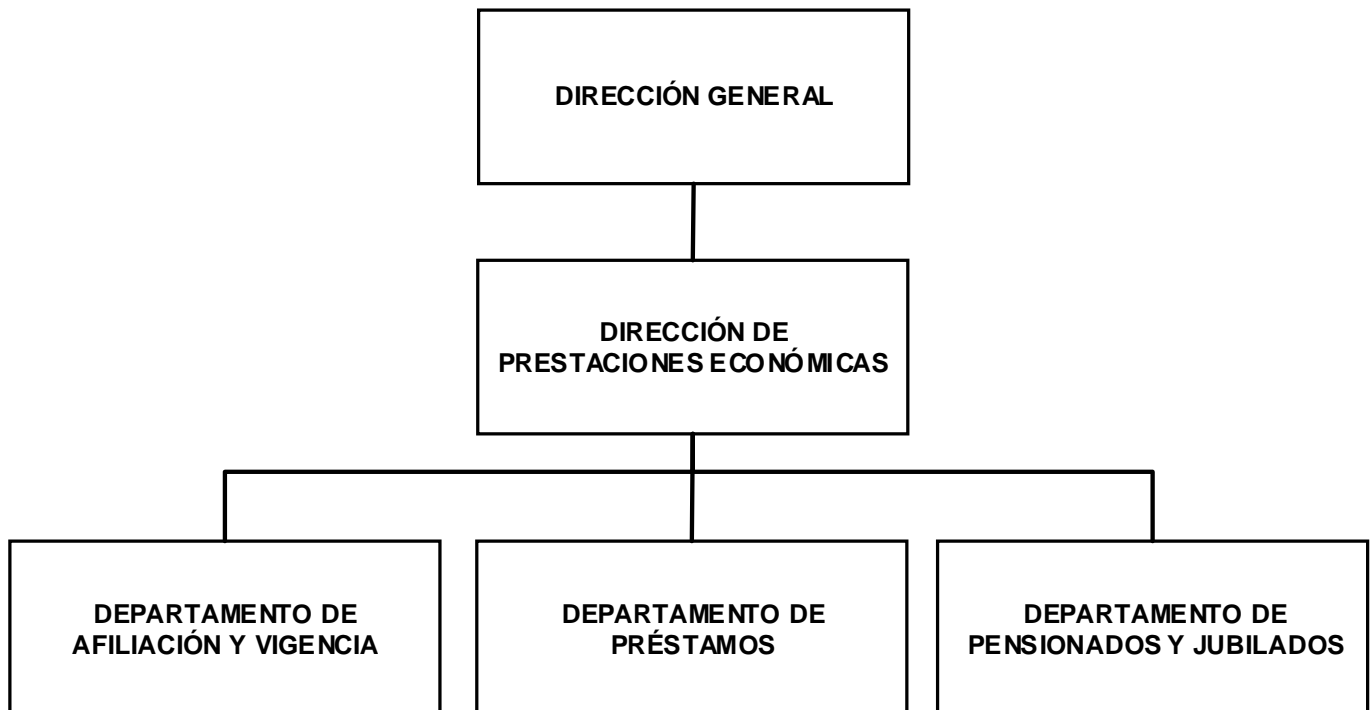 DIRECCIÓN GENERAL
DIRECCIÓN DE
PRESTACIONES ECONÓMICAS
DEPARTAMENTO DE
AFILIACIÓN Y VIGENCIA
DEPARTAMENTO DE
PRÉSTAMOS
DEPARTAMENTO DE
PENSIONADOS Y JUBILADOS